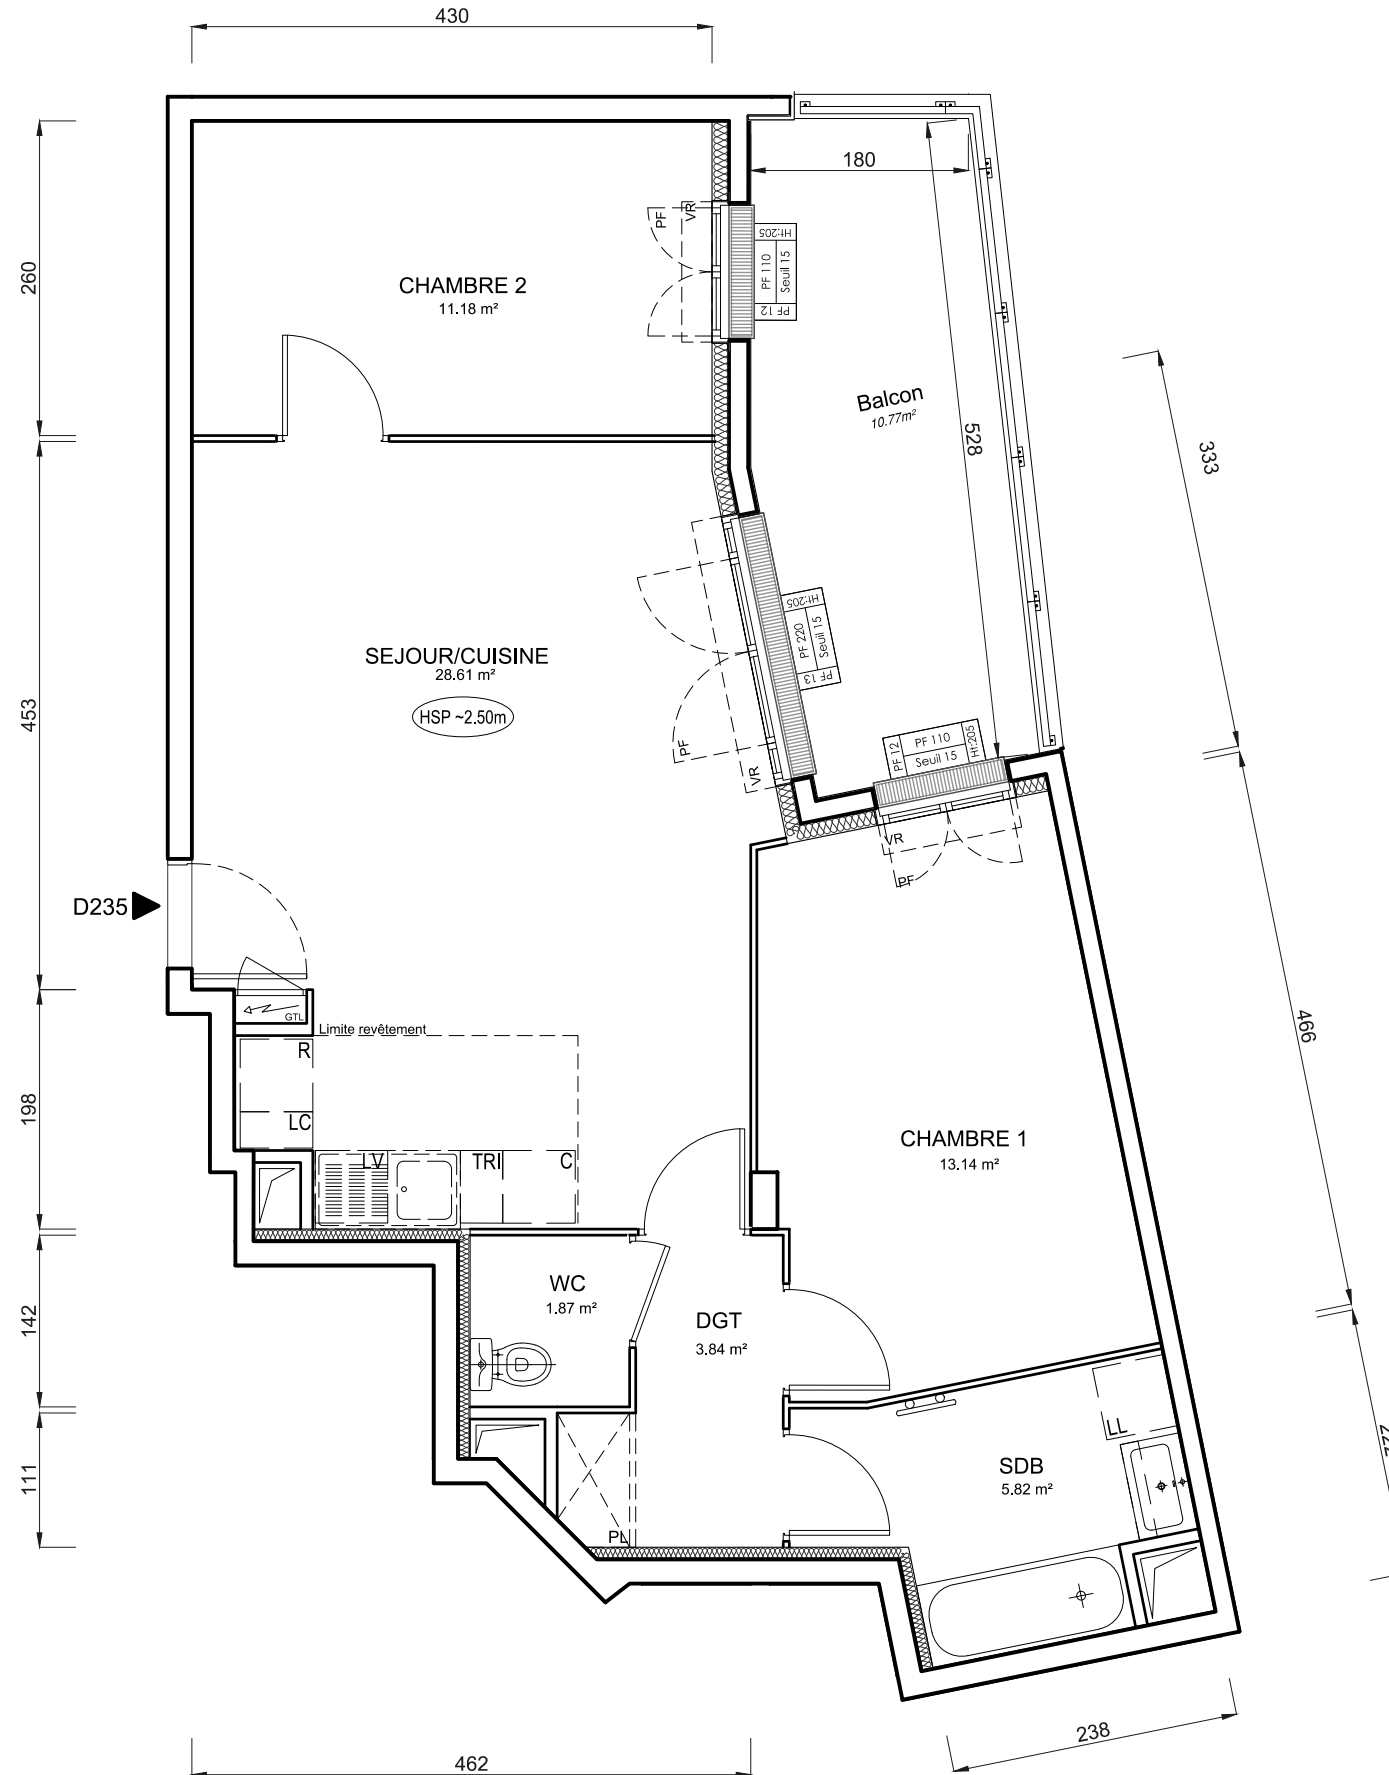 430
180
260
CHAMBRE 2
11.18 m²
PF
VR
Ht:205
PF 110
Seuil 15
PF 12
Balcon
10.77m²
528
333
453
SEJOUR/CUISINE
28.61 m²
HSP ~2.50m
PF
VR
Ht:205
PF 220
Seuil 15
PF 13
PF 12
PF 110
Seuil 15
Ht:205
VR
PF
D235
GTL
Limite revêtement
R
LC
LV
TRI
C
198
466
CHAMBRE 1
13.14 m²
WC
1.87 m²
DGT
3.84 m²
142
111
PL
SDB
5.82 m²
LL
238
462